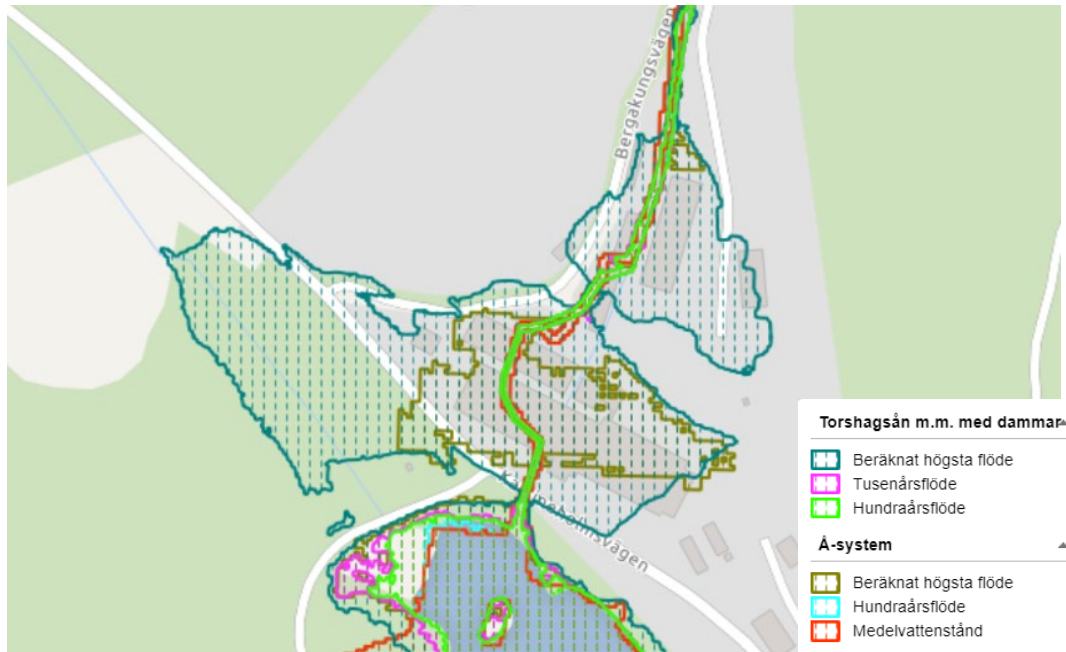 Bergakungsvägen
Torshagsån m.m. med dammar
Beräknat högsta flöde
Tusenårsflöde
Hundraårsflöde
Å-system
Beräknat högsta flöde
Hundraårsflöde
Medelvattenstånd